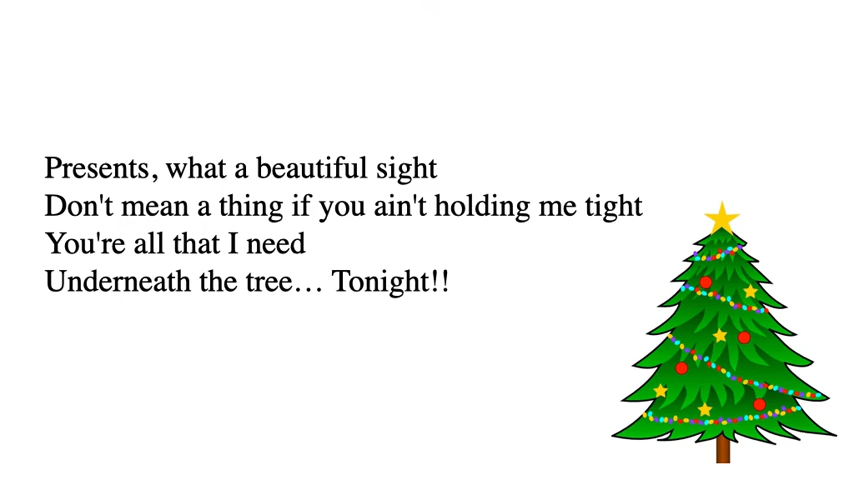 Presents, what a beautiful sight
Don't mean a thing if you ain't holding me tight
You're all that I need
Underneath the tree… Tonight!!